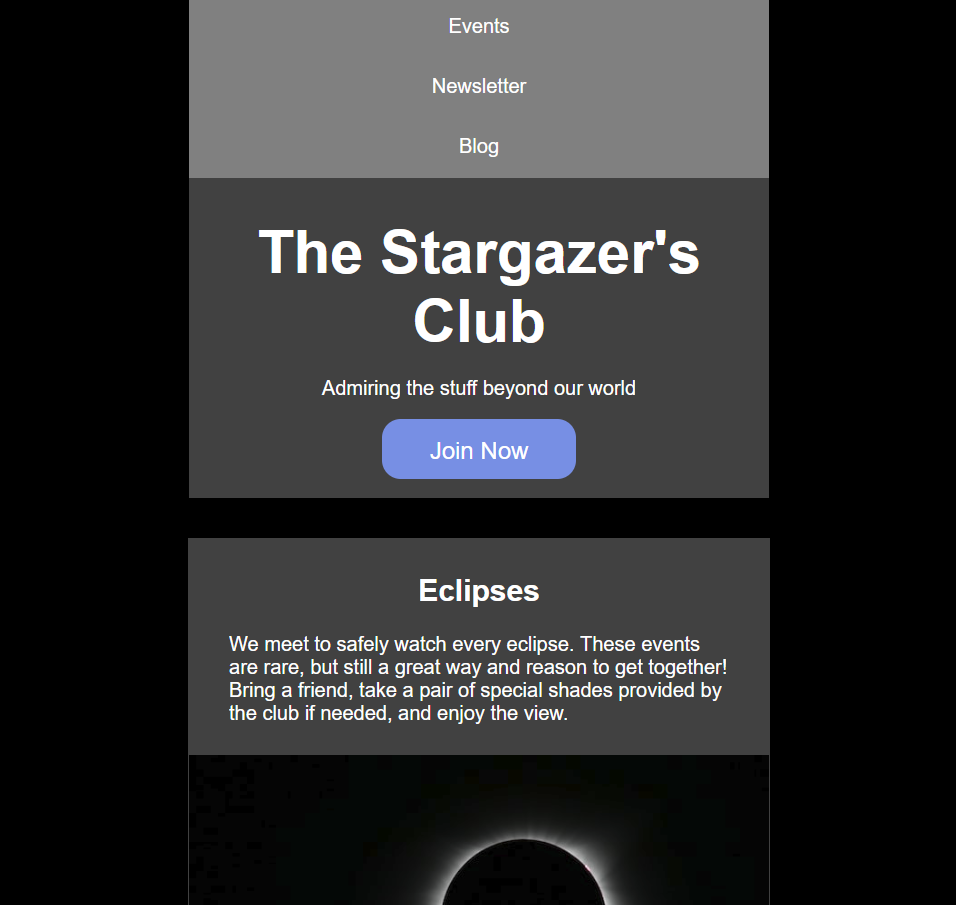 Events
Newsletter
Blog
The Stargazer's
Club
Admiring the stuff beyond our world
Join Now
Eclipses
We meet to safely watch every eclipse. These events
are rare, but still a great way and reason to get together!
Bring a friend, take a pair of special shades provided by
the club if needed, and enjoy the view.